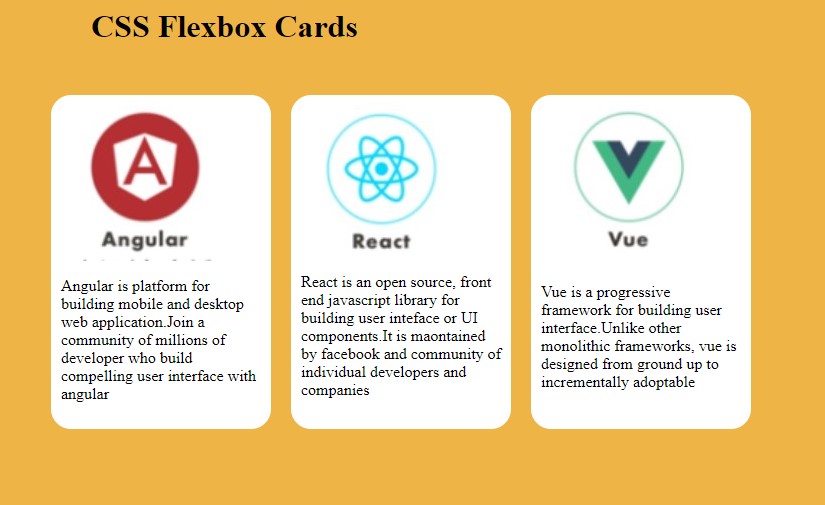 CSS Flexbox Cards
Angular
Angular is platform for
building mobile and desktop
web application.Join a
community of millions of
developer who build
compelling user interface with
angular
React
React is an open source, front
end javascript library for
building user inteface or UI
components.It is maontained
by facebook and community of
individual developers and
companies
Vue
Vue is a progressive
framework for building user
interface.Unlike other
monolithic frameworks, vue is
designed from ground up to
incrementally adoptable